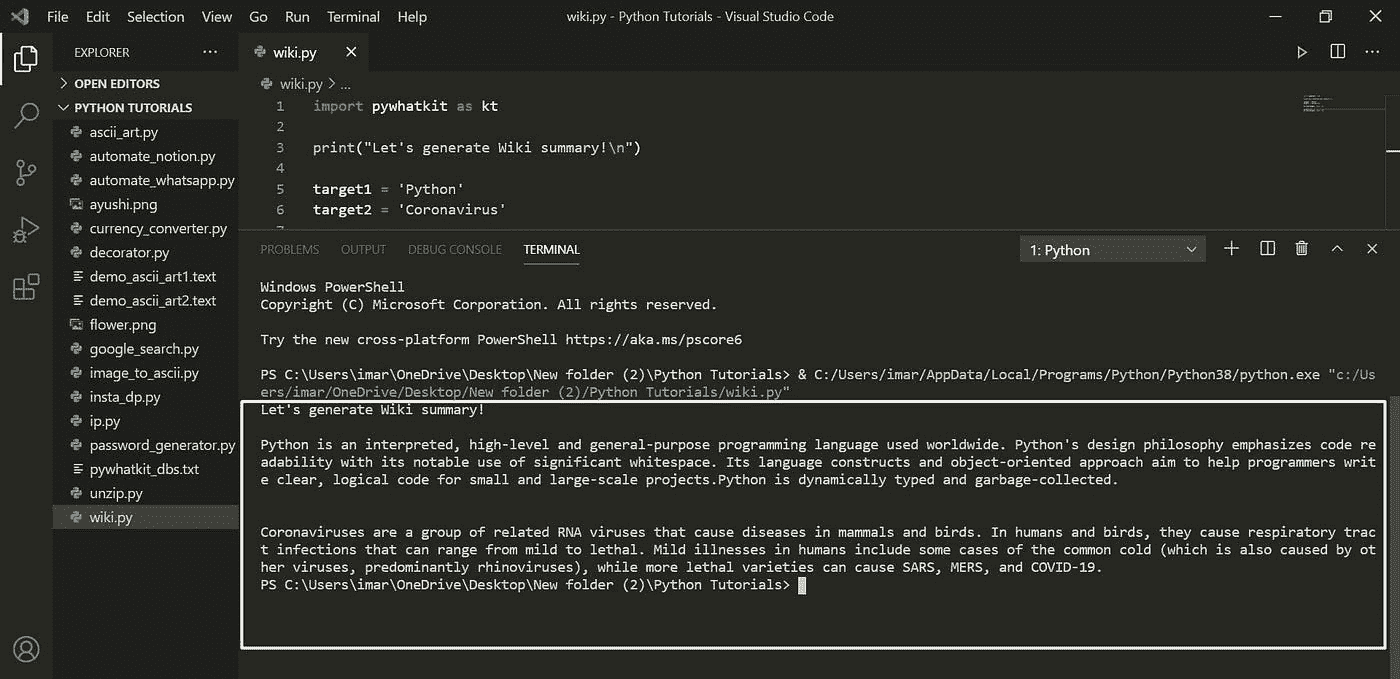 File Edit Selection View Go Run Terminal Help
wiki.py - Python Tutorials - Visual Studio Code
EXPLORER ...
OPEN EDITORS
PYTHON TUTORIALS
ascii_art.py
automate_notion.py
automate_whatsapp.py
ayushi.png
currency_converter.py
decorator.py
demo_ascii_art1.text
demo_ascii_art2.text
flower.png
google_search.py
image_to_ascii.py
insta_dp.py
ip.py
password_generator.py
pywhatkit_dbs.txt
unzip.py
wiki.py
wiki.py
wiki.py > ...
1 import pywhatkit as kt
2
3 print("Let's generate Wiki summary!\n")
4
5 target1 = 'Python'
6 target2 = 'Coronavirus'
PROBLEMS OUTPUT DEBUG CONSOLE TERMINAL
1: Python
Windows PowerShell
Copyright (C) Microsoft Corporation. All rights reserved.
Try the new cross-platform PowerShell https://aka.ms/pscore6
PS C:\Users\imar\OneDrive\Desktop\New folder (2)\Python Tutorials> & C:/Users/imar/AppData/Local/Programs/Python/Python38/python.exe "c:/Us
ers/imar/OneDrive/Desktop/New folder (2)/Python Tutorials/wiki.py"
Let's generate Wiki summary!
Python is an interpreted, high-level and general-purpose programming language used worldwide. Python's design philosophy emphasizes code re
adability with its notable use of significant whitespace. Its language constructs and object-oriented approach aim to help programmers writ
e clear, logical code for small and large-scale projects.Python is dynamically typed and garbage-collected.
Coronaviruses are a group of related RNA viruses that cause diseases in mammals and birds. In humans and birds, they cause respiratory trac
t infections that can range from mild to lethal. Mild illnesses in humans include some cases of the common cold (which is also caused by ot
her viruses, predominantly rhinoviruses), while more lethal varieties can cause SARS, MERS, and COVID-19.
PS C:\Users\imar\OneDrive\Desktop\New folder (2)\Python Tutorials>